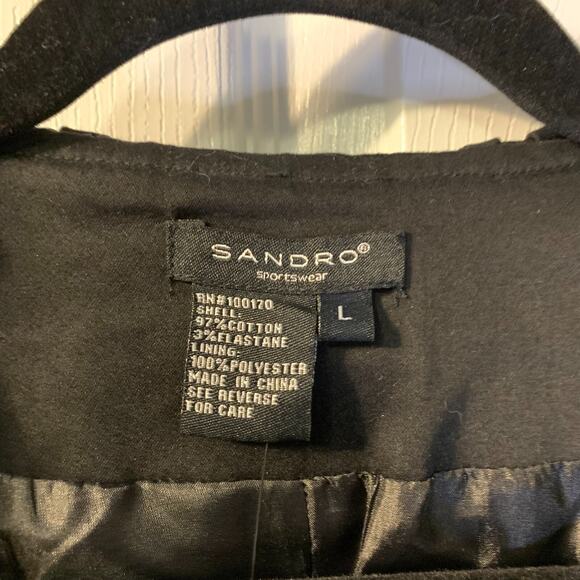 SANDRO®
sportswear
L
RN#100170
SHELL:
97%COTTON
3%ELASTANE
LINING:
100%POLYESTER
MADE IN CHINA
SEE REVERSE
FOR CARE